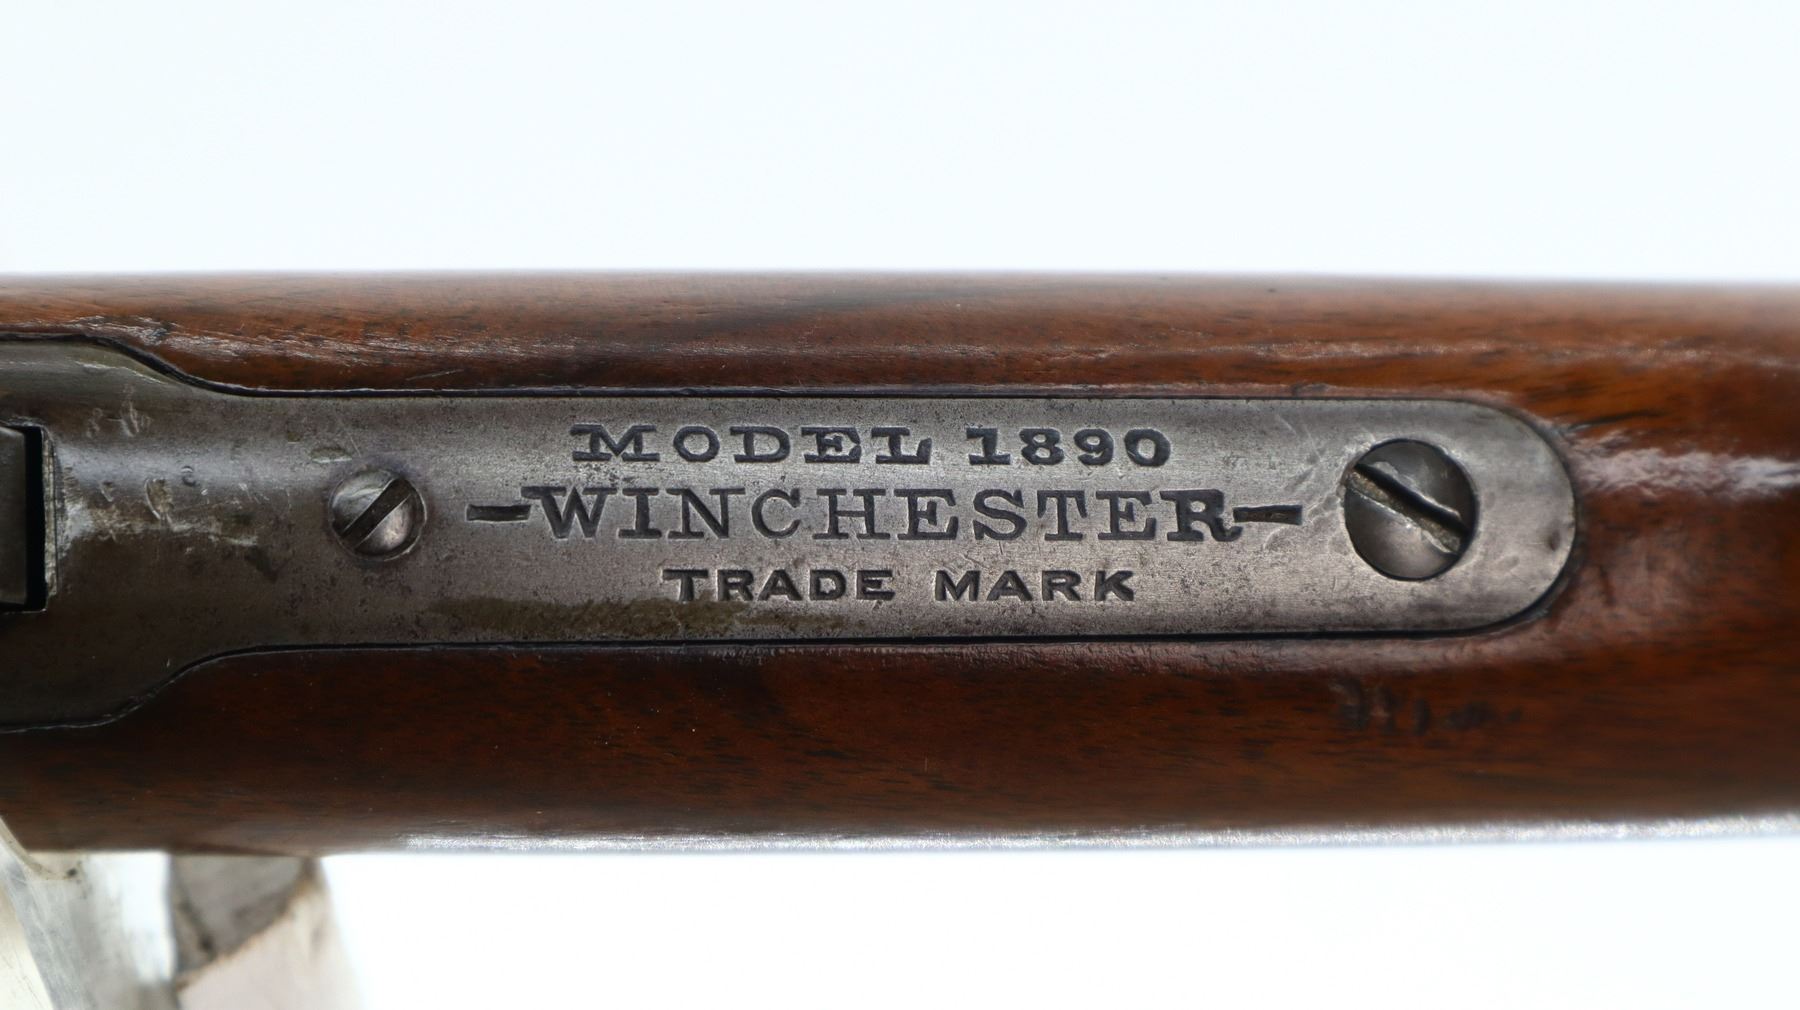 MODEL 1890
-WINCHESTER-
TRADE MARK